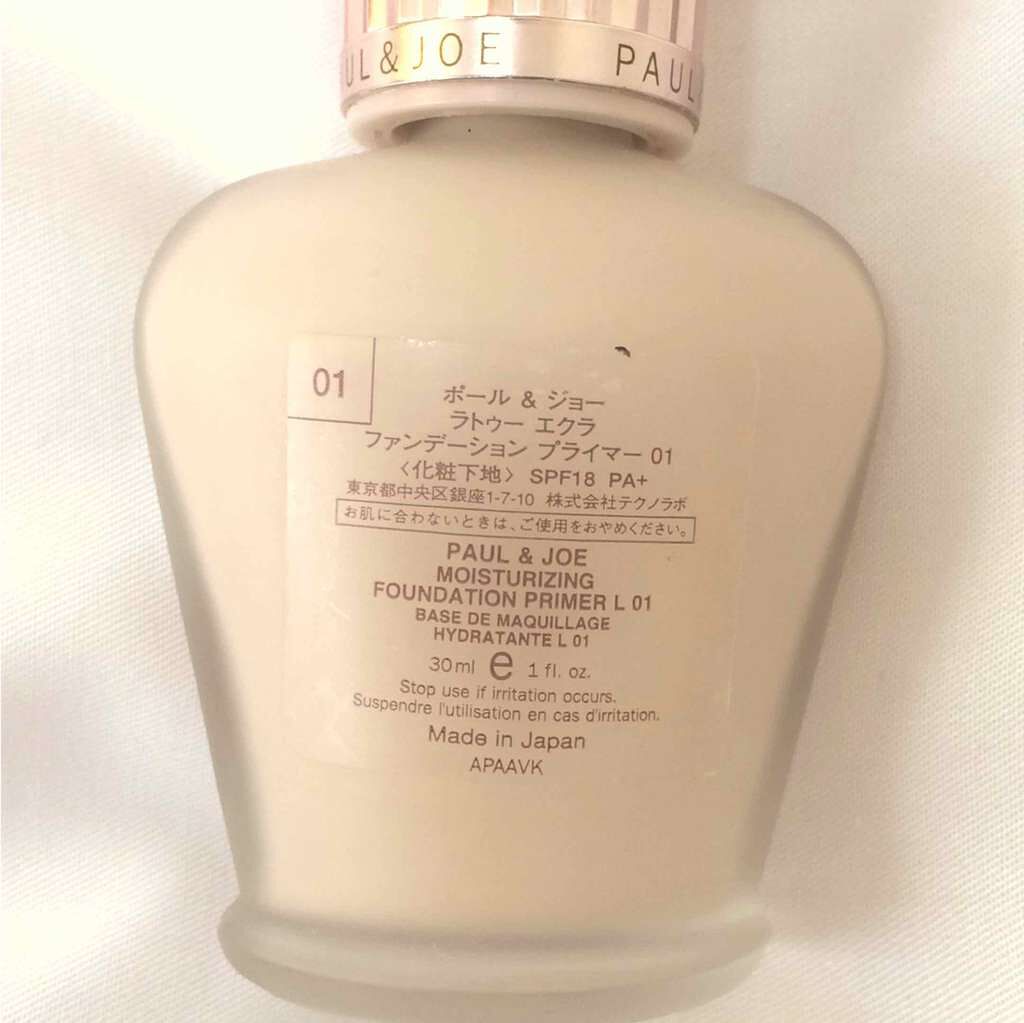 UL & JOE PAUL
01
ポール & ジョー
ラトゥー エクラ
ファンデーション プライマー 01
〈化粧下地〉 SPF18 PA+
東京都中央区銀座1-7-10 株式会社テクノラボ
お肌に合わないときは、ご使用をおやめください。
PAUL & JOE
MOISTURIZING
FOUNDATION PRIMER L 01
BASE DE MAQUILLAGE
HYDRATANTE L 01
30ml e 1 fl. oz.
Stop use if irritation occurs.
Suspendre l'utilisation en cas d'irritation.
Made in Japan
APAAVK